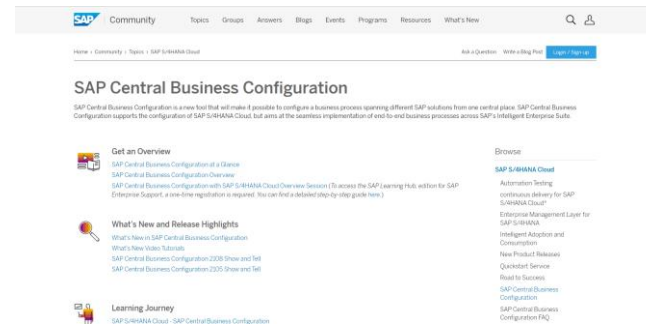 SAP Community Topics Groups Answers Blogs Events Programs Resources What's New
Home › Community › Topics › SAP S/4HANA Cloud Ask a Question Write a Blog Post Login / Sign-up
SAP Central Business Configuration
SAP Central Business Configuration is a new tool that will make it possible to configure a business process spanning different SAP solutions from one central place. SAP Central Business
Configuration supports the configuration of SAP S/4HANA Cloud, but aims at the seamless implementation of end-to-end business processes across SAP's Intelligent Enterprise Suite.
Get an Overview
SAP Central Business Configuration at a Glance
SAP Central Business Configuration Overview
SAP Central Business Configuration with SAP S/4HANA Cloud Overview Session (To access the SAP Learning Hub, edition for SAP
Enterprise Support, a one-time registration is required. You can find a detailed step-by-step guide here.)
What's New and Release Highlights
What's New in SAP Central Business Configuration
What's New Video Tutorials
SAP Central Business Configuration 2108 Show and Tell
SAP Central Business Configuration 2105 Show and Tell
Learning Journey
SAP S/4HANA Cloud - SAP Central Business Configuration
Browse
SAP S/4HANA Cloud
Automation Testing
continuous delivery for SAP
S/4HANA Cloud*
Enterprise Management Layer for
SAP S/4HANA
Intelligent Adoption and
Consumption
New Product Releases
Quickstart Service
Road to Success
SAP Central Business
Configuration
SAP Central Business
Configuration FAQ